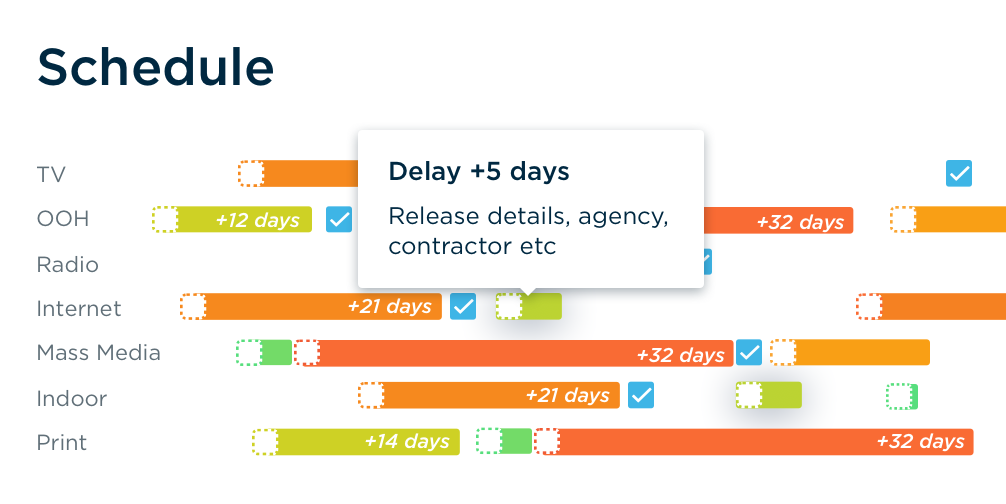 Schedule
TV
Delay +5 days
Release details, agency,
contractor etc
OOH
+12 days
+32 days
Radio
Internet
+21 days
Mass Media
+32 days
Indoor
+21 days
Print
+14 days
+32 days